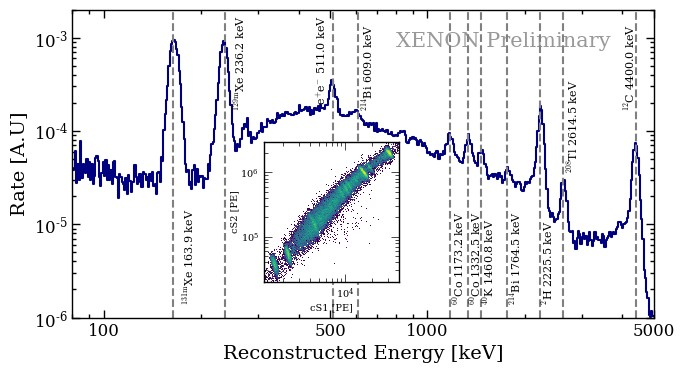 XENON Preliminary
Rate [A.U]
10⁻³
10⁻⁴
10⁻⁵
10⁻⁶
¹³¹ᵐXe 163.9 keV
¹²⁹ᵐXe 236.2 keV
e⁺e⁻ 511.0 keV
²¹⁴Bi 609.0 keV
⁶⁰Co 1173.2 keV
⁶⁰Co 1332.5 keV
⁴⁰K 1460.8 keV
²¹⁴Bi 1764.5 keV
²H 2225.5 keV
²⁰⁸Tl 2614.5 keV
¹²C 4400.0 keV
cS2 [PE]
10⁶
10⁵
10⁴
cS1 [PE]
100
500
1000
5000
Reconstructed Energy [keV]